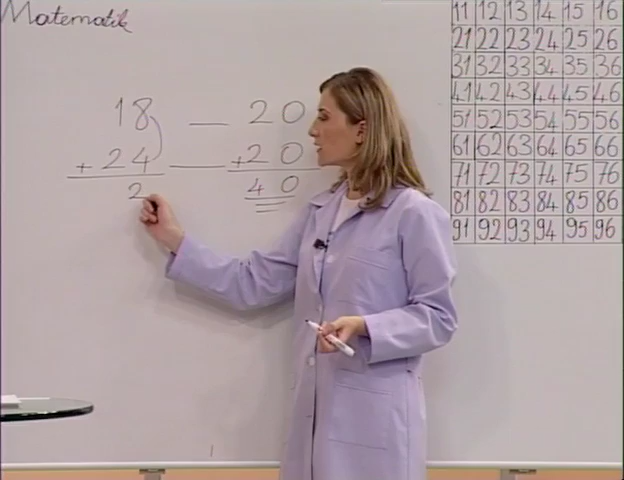 Matematik
18 — 20
+ 24 — + 20
2 40
11 12 13 14 15 16
21 22 23 24 25 26
31 32 33 34 35 36
41 42 43 44 45 46
51 52 53 54 55 56
61 62 63 64 65 66
71 72 73 74 75 76
81 82 83 84 85 86
91 92 93 94 95 96